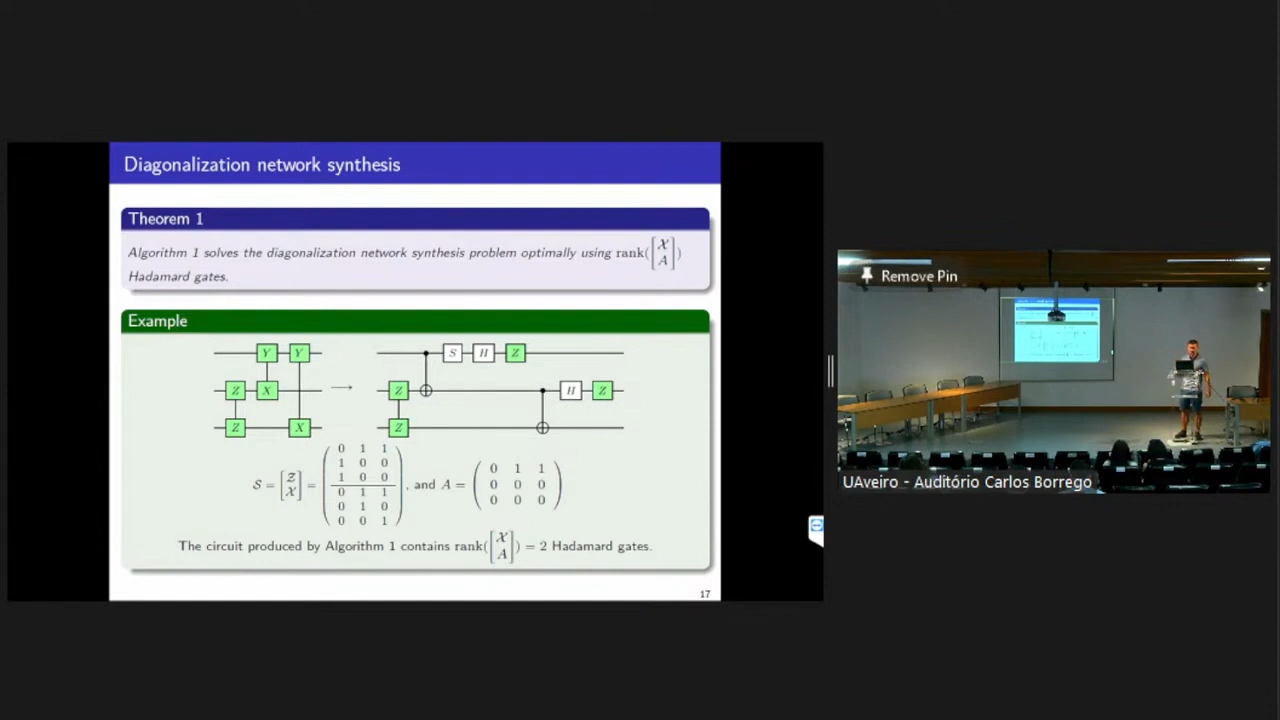 Diagonalization network synthesis
Theorem 1
Algorithm 1 solves the diagonalization network synthesis problem optimally using rank([𝒳 A])
Hadamard gates.
Example
Y Y S H Z
Z X → Z H Z
Z X Z
𝒮 = [𝒵 𝒳] = ( 0 1 1
1 0 0
1 0 0
0 1 1
0 1 0
0 0 1 ), and A = ( 0 1 1
0 0 0
0 0 0 )
The circuit produced by Algorithm 1 contains rank([𝒳 A]) = 2 Hadamard gates.
17
Remove Pin
UAveiro - Auditório Carlos Borrego